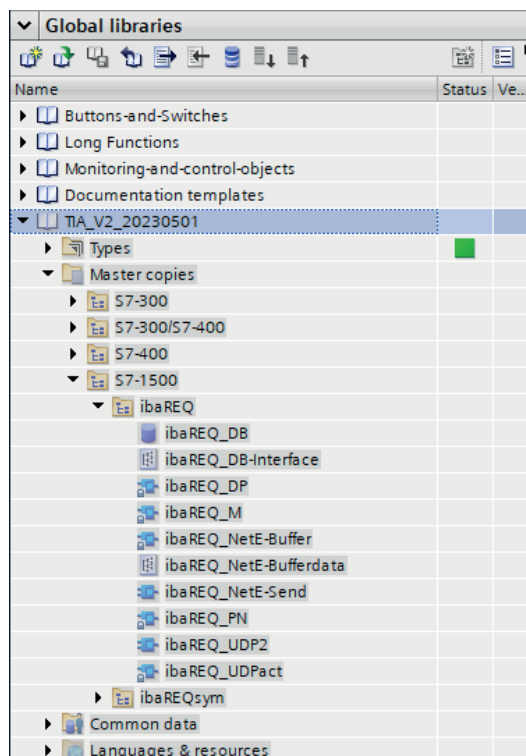 Global libraries
Name Status Ve...
Buttons-and-Switches
Long Functions
Monitoring-and-control-objects
Documentation templates
TIA_V2_20230501
Types
Master copies
S7-300
S7-300/S7-400
S7-400
S7-1500
ibaREQ
ibaREQ_DB
ibaREQ_DB-Interface
ibaREQ_DP
ibaREQ_M
ibaREQ_NetE-Buffer
ibaREQ_NetE-Bufferdata
ibaREQ_NetE-Send
ibaREQ_PN
ibaREQ_UDP2
ibaREQ_UDPact
ibaREQsym
Common data
Languages & resources